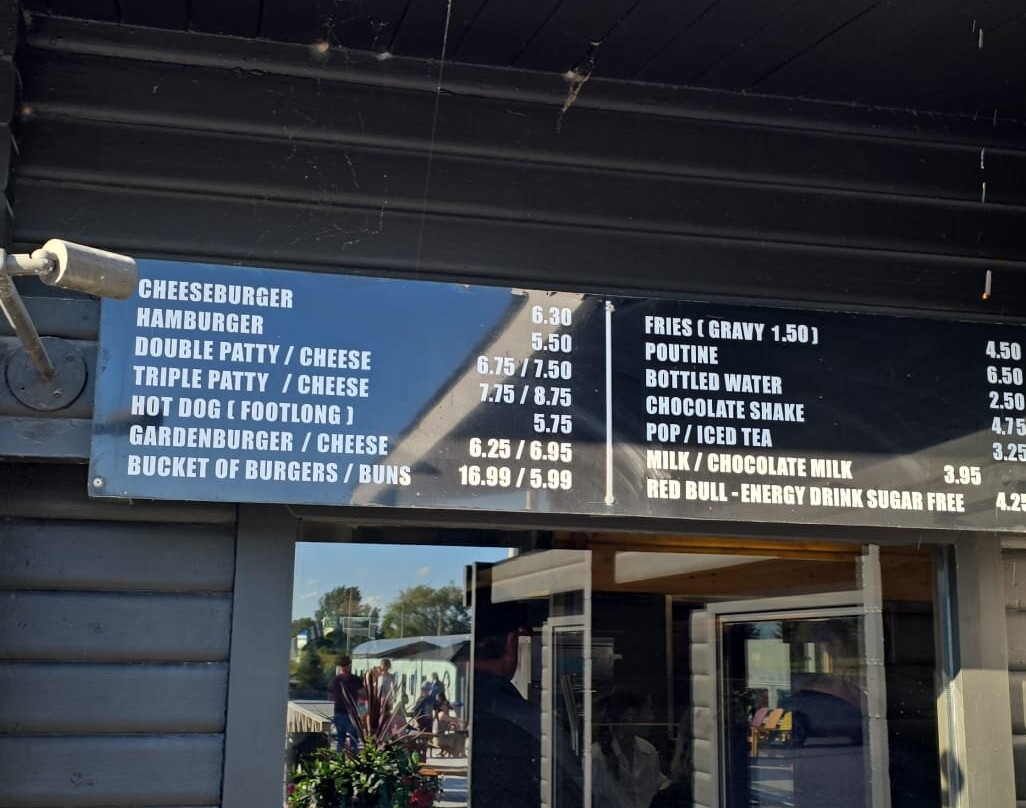 CHEESEBURGER 6.30
HAMBURGER 5.50
DOUBLE PATTY / CHEESE 6.75 / 7.50
TRIPLE PATTY / CHEESE 7.75 / 8.75
HOT DOG ( FOOTLONG ) 5.75
GARDENBURGER / CHEESE 6.25 / 6.95
BUCKET OF BURGERS / BUNS 16.99 / 5.99
FRIES ( GRAVY 1.50 ) 4.50
POUTINE 6.50
BOTTLED WATER 2.50
CHOCOLATE SHAKE 4.75
POP / ICED TEA 3.25
MILK / CHOCOLATE MILK 3.95
RED BULL - ENERGY DRINK SUGAR FREE 4.25